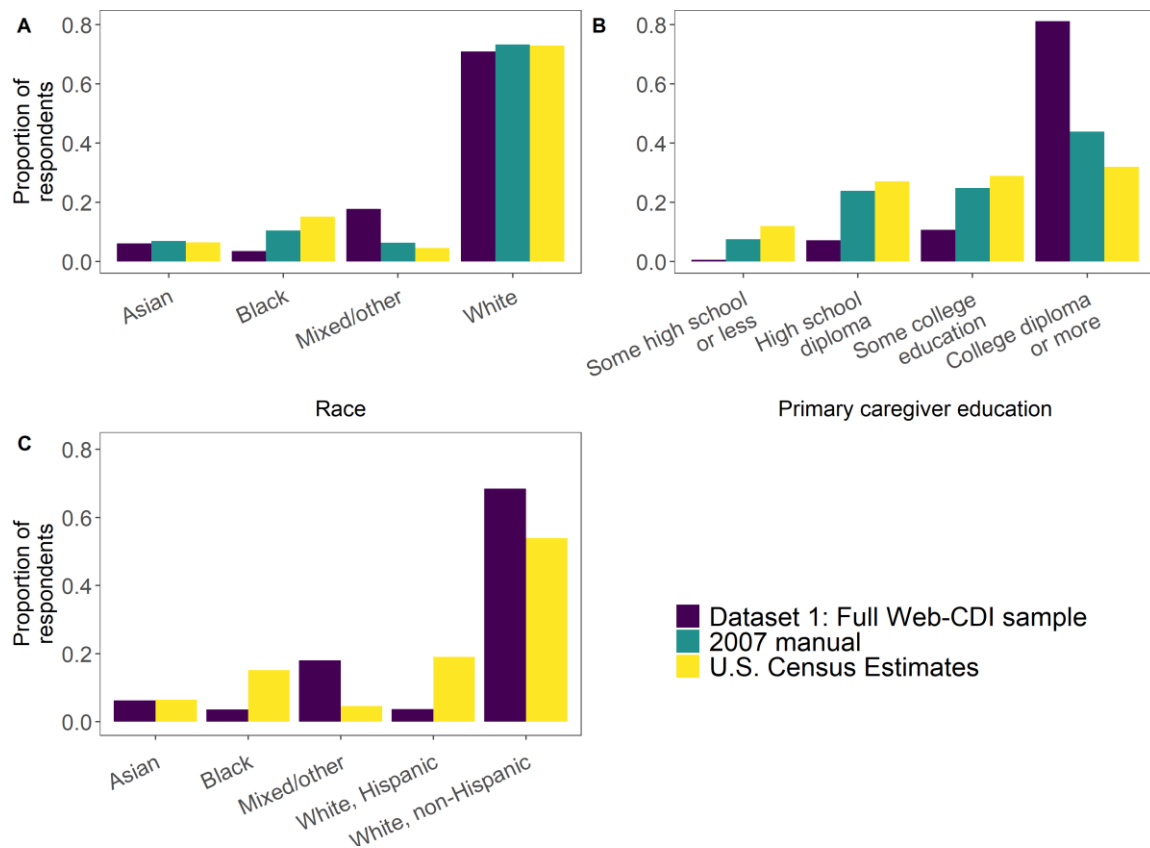 A
Proportion of
respondents
0.8
0.6
0.4
0.2
0.0
Asian
Black
Mixed/other
White
Race
B
0.8
0.6
0.4
0.2
0.0
Some high school
or less
High school
diploma
Some college
education
College diploma
or more
Primary caregiver education
C
Proportion of
respondents
0.8
0.6
0.4
0.2
0.0
Asian
Black
Mixed/other
White, Hispanic
White, non-Hispanic
Dataset 1: Full Web-CDI sample
2007 manual
U.S. Census Estimates